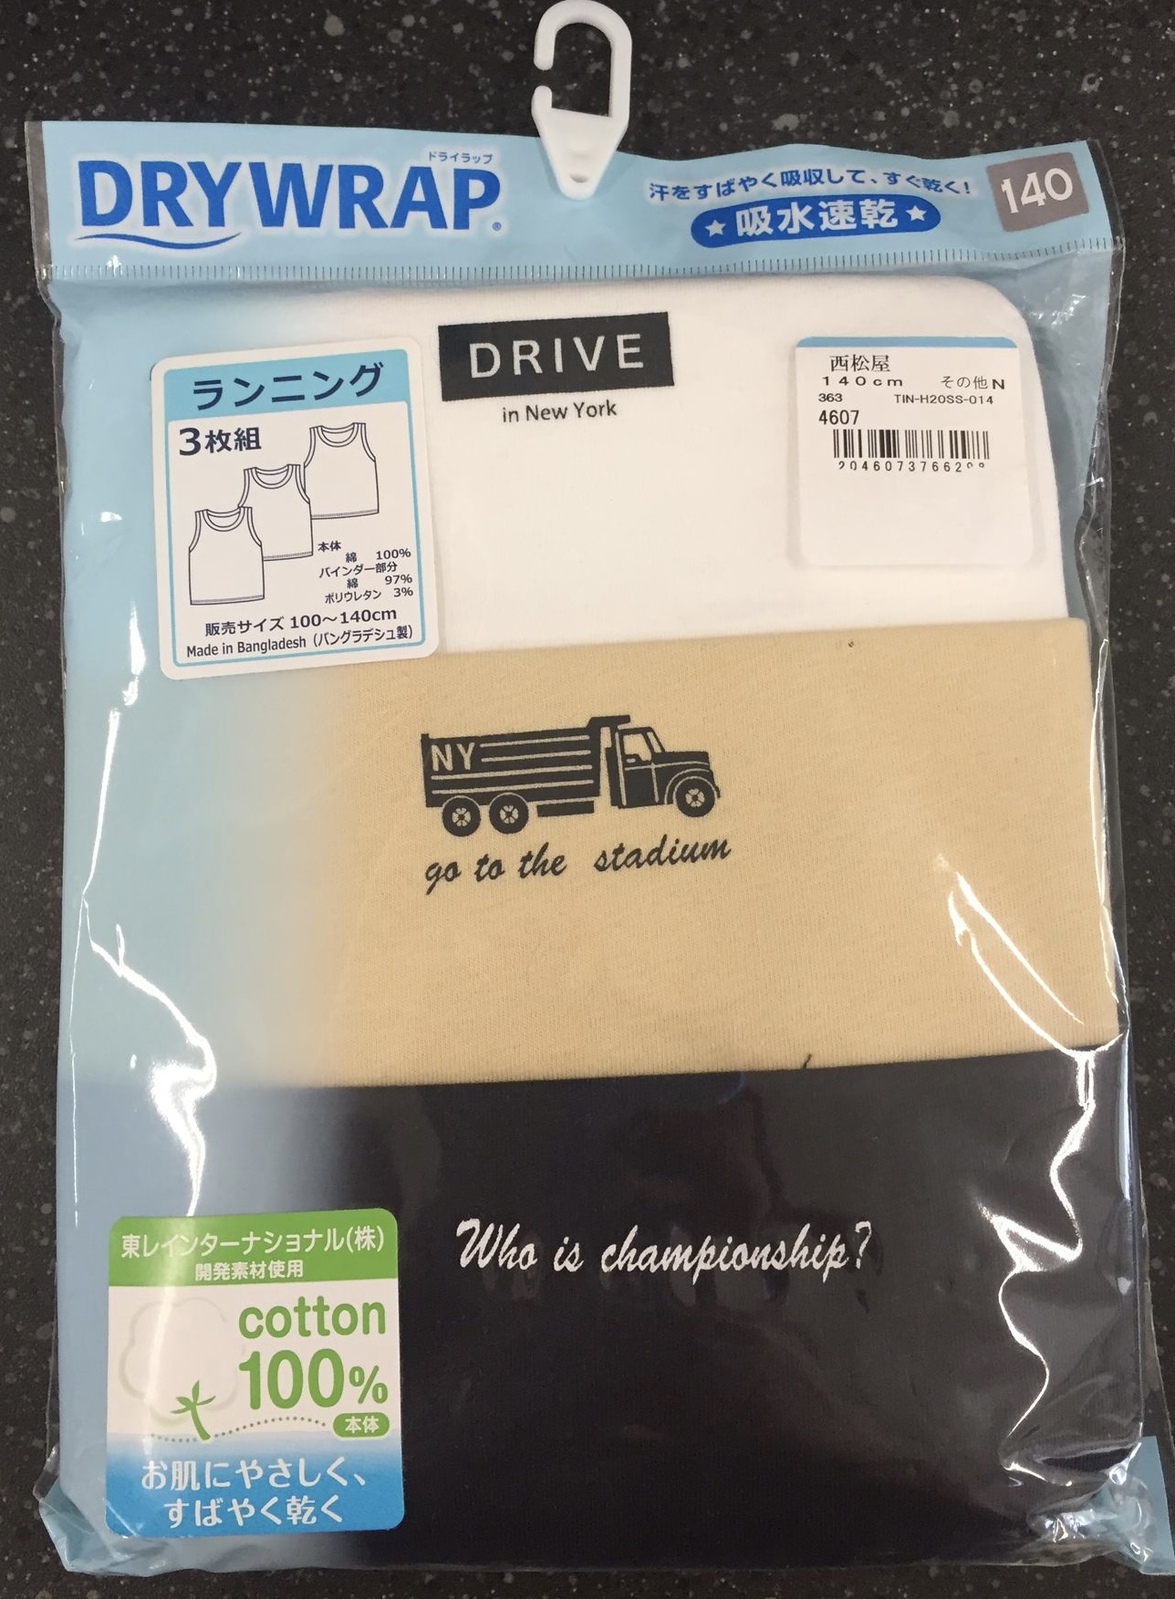 ドライラップ
DRYWRAP®
汗をすばやく吸収して、すぐ乾く!
★吸水速乾★
140
ランニング
3枚組
本体
綿 100%
バインダー部分
綿 97%
ポリウレタン 3%
販売サイズ 100〜140cm
Made in Bangladesh (バングラデシュ製)
DRIVE
in New York
西松屋
140cm その他N
363 TIN-H20SS-014
4607
NY
go to the stadium
Who is championship?
東レインターナショナル(株)
開発素材使用
cotton
100%
本体
お肌にやさしく、
すばやく乾く